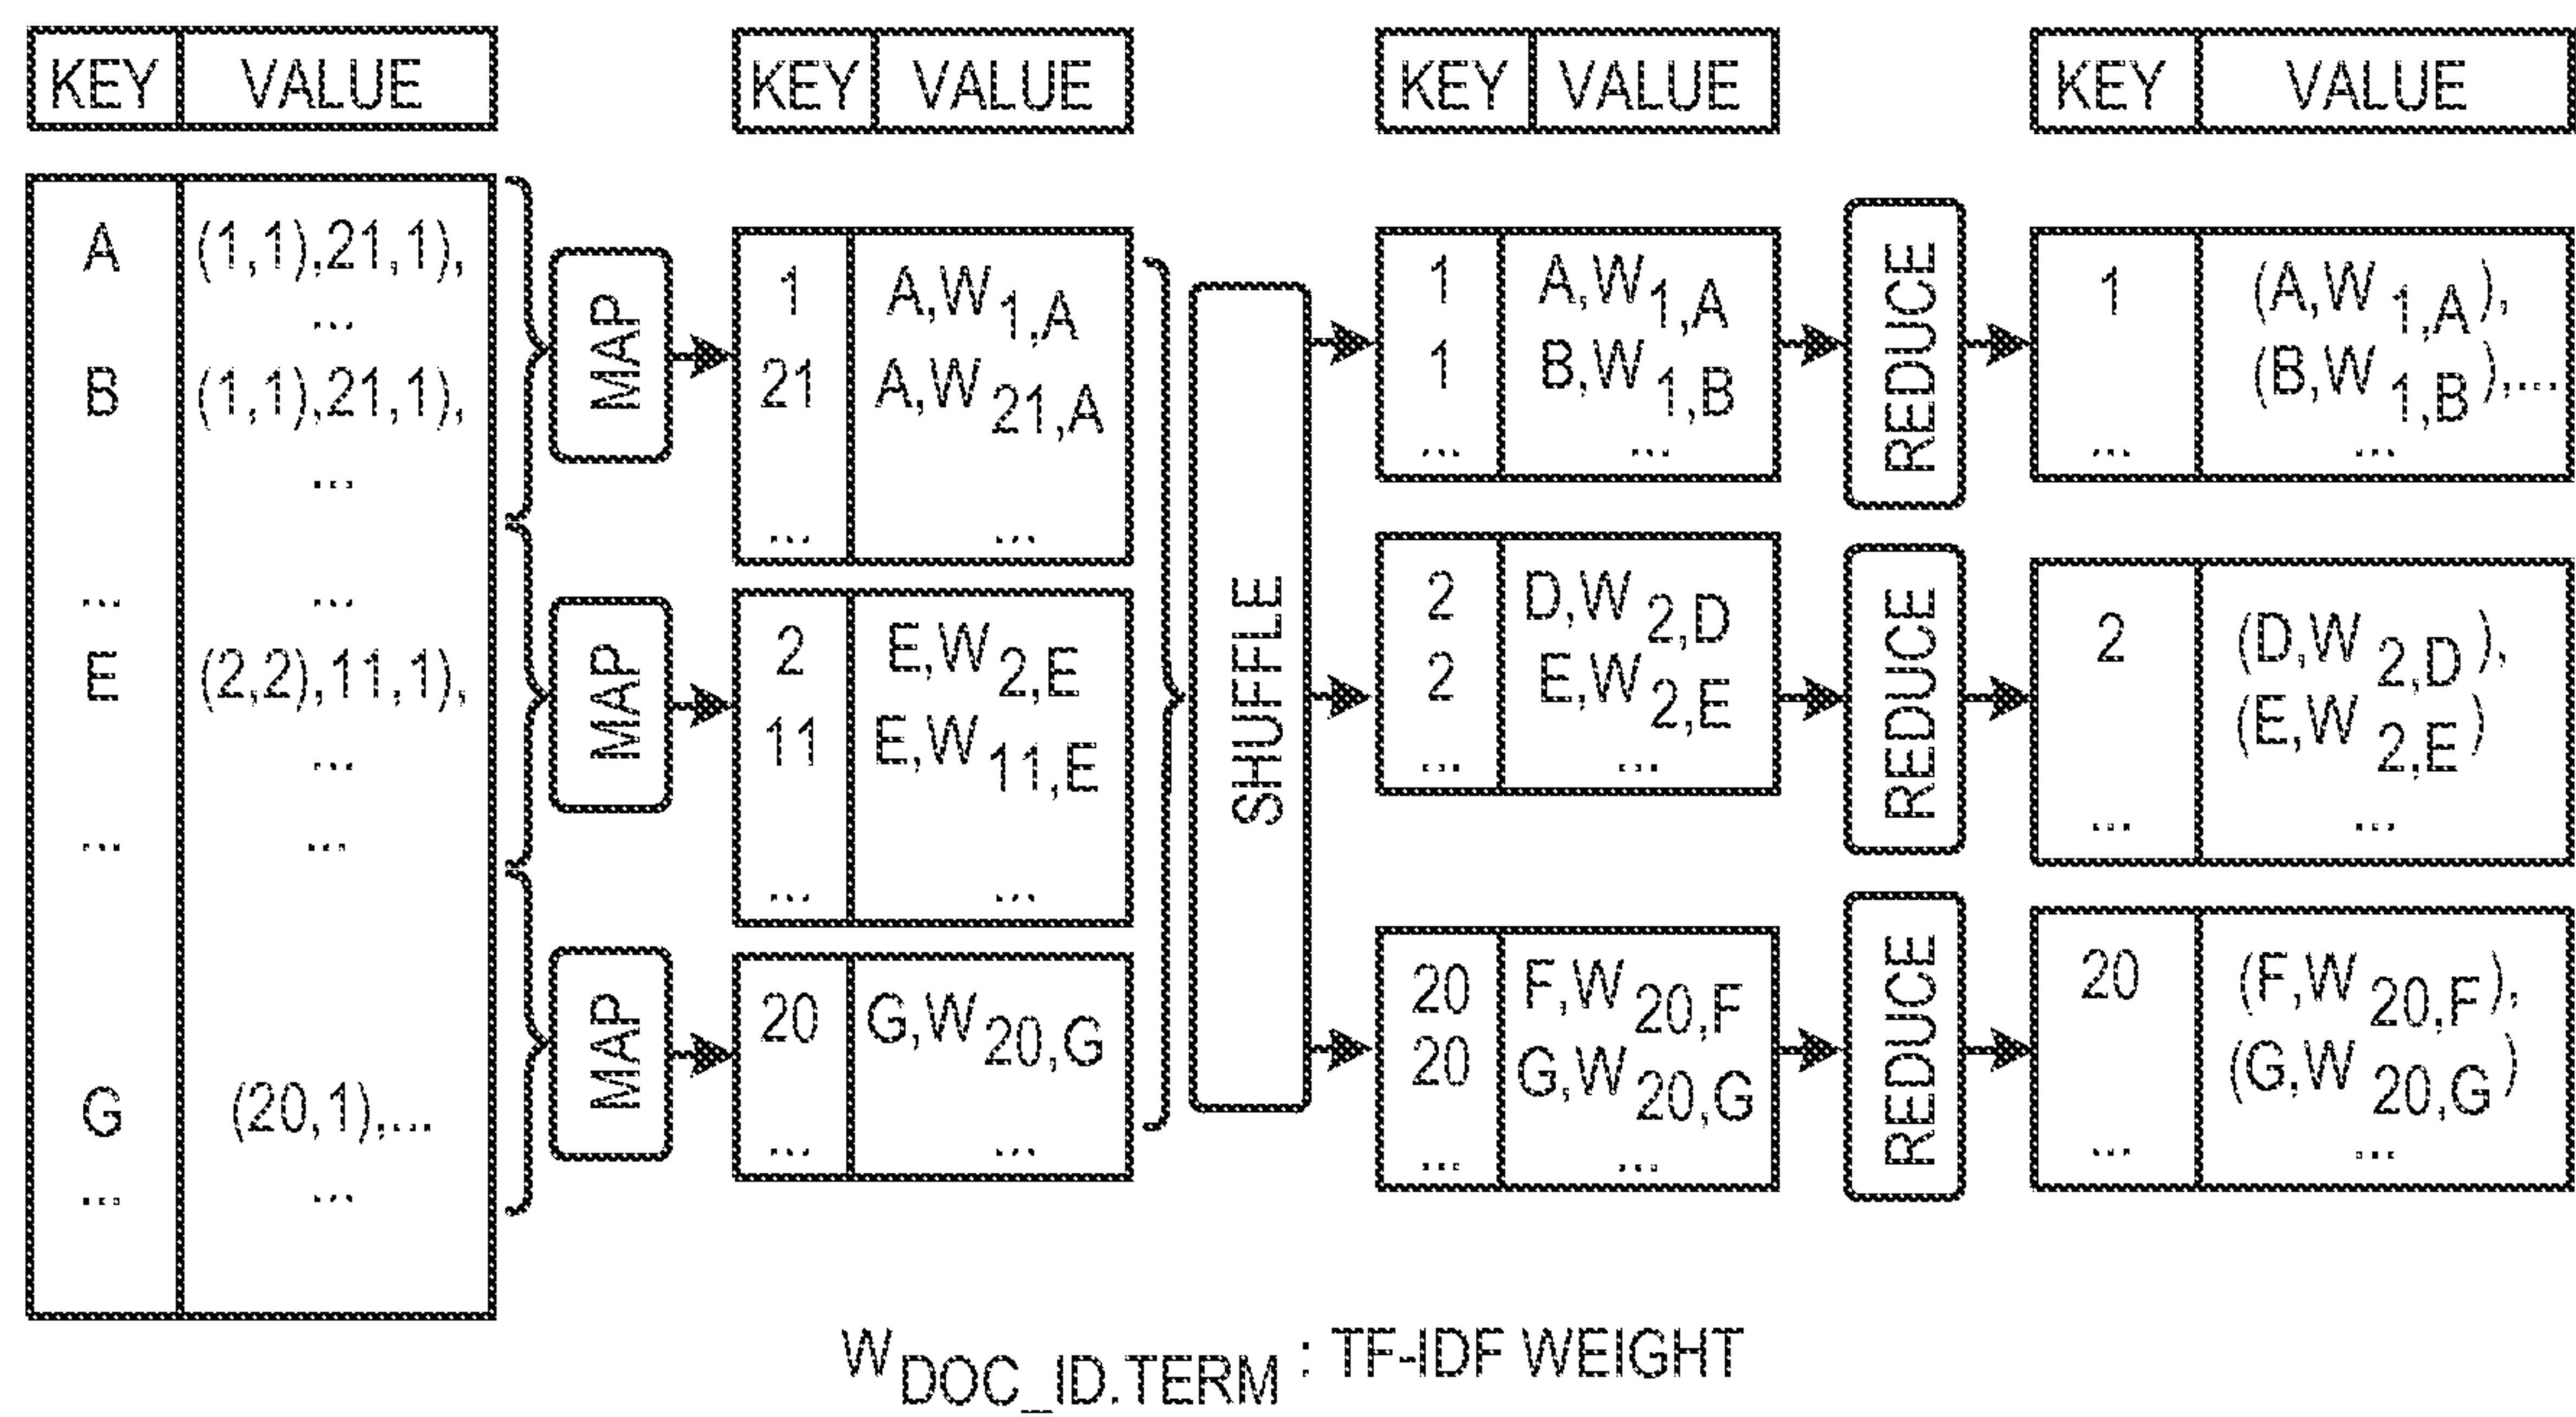 KEY VALUE
A (1,1),21,1),
...
B (1,1),21,1),
...
... ...
E (2,2),11,1),
...
... ...
G (20,1),...
... ...
MAP
MAP
MAP
KEY VALUE
1 A,W1,A
21 A,W21,A
... ...
2 E,W2,E
11 E,W11,E
... ...
20 G,W20,G
... ...
SHUFFLE
KEY VALUE
1 A,W1,A
1 B,W1,B
... ...
2 D,W2,D
2 E,W2,E
... ...
20 F,W20,F
20 G,W20,G
... ...
REDUCE
REDUCE
REDUCE
KEY VALUE
1 (A,W1,A),
(B,W1,B),...
... ...
2 (D,W2,D),
(E,W2,E)
... ...
20 (F,W20,F),
(G,W20,G)
... ...
WDOC_ID.TERM : TF-IDF WEIGHT